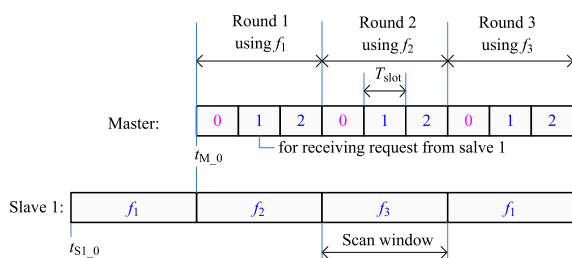 Round 1 Round 2 Round 3
using f1 using f2 using f3
Tslot
Master: 0 1 2 0 1 2 0 1 2
tM_0 for receiving request from salve 1
Slave 1: f1 f2 f3 f1
tS1_0 Scan window